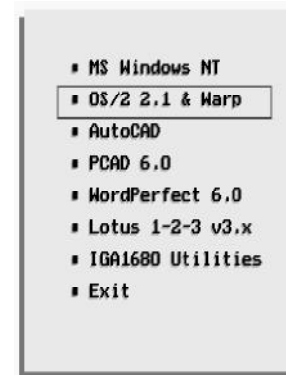 MS Windows NT
OS/2 2.1 & Warp
AutoCAD
PCAD 6.0
WordPerfect 6.0
Lotus 1-2-3 v3.x
IGA1680 Utilities
Exit